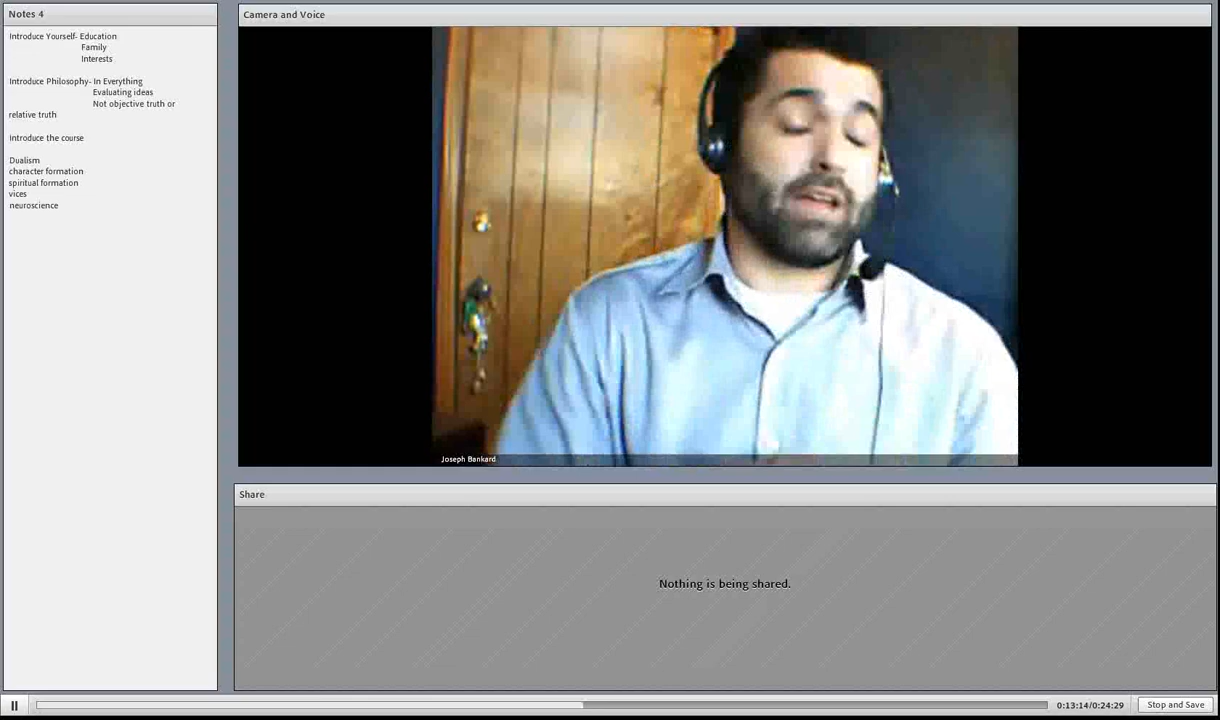 Notes 4
Introduce Yourself- Education
Family
Interests
Introduce Philosophy- In Everything
Evaluating ideas
Not objective truth or
relative truth
Introduce the course
Dualism
character formation
spiritual formation
vices
neuroscience
Camera and Voice
Joseph Bankard
Share
Nothing is being shared.
0:13:14/0:24:29
Stop and Save